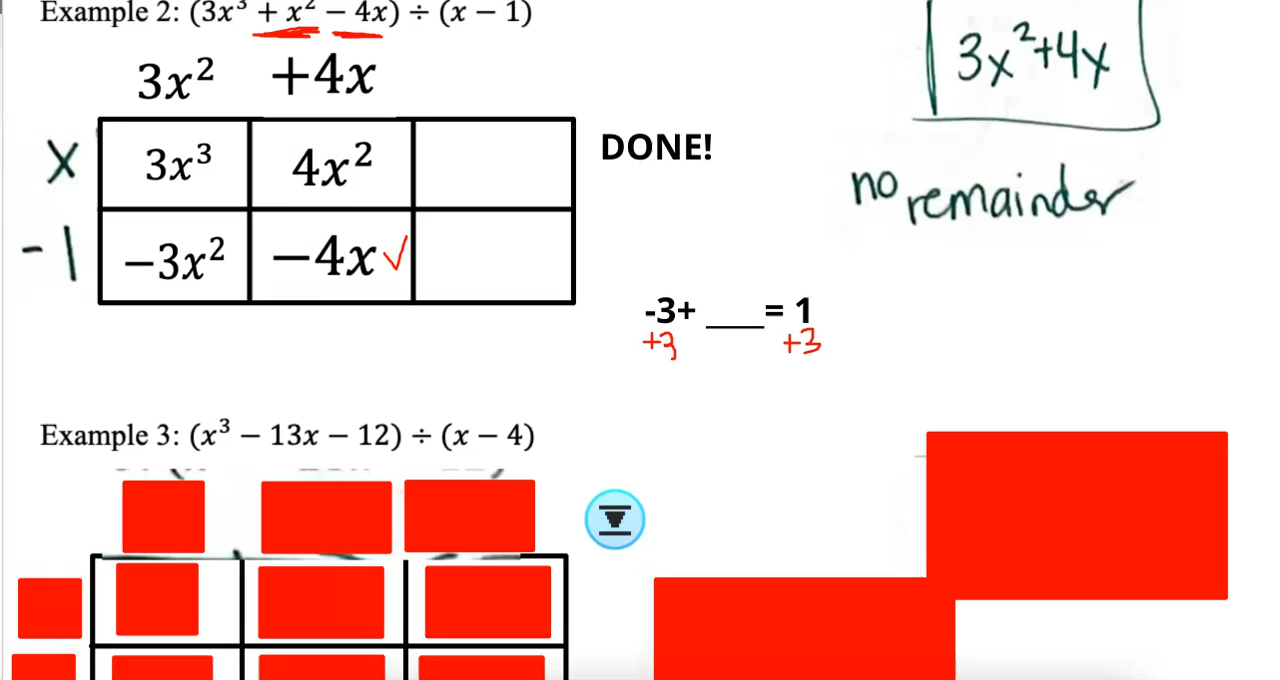 Example 2: (3x³ + x² − 4x) ÷ (x − 1)
3x² +4x
x 3x³ 4x²
-1 −3x² −4x✓
DONE!
3x²+4x
no remainder
-3+ ___= 1
+3 +3
Example 3: (x³ − 13x − 12) ÷ (x − 4)